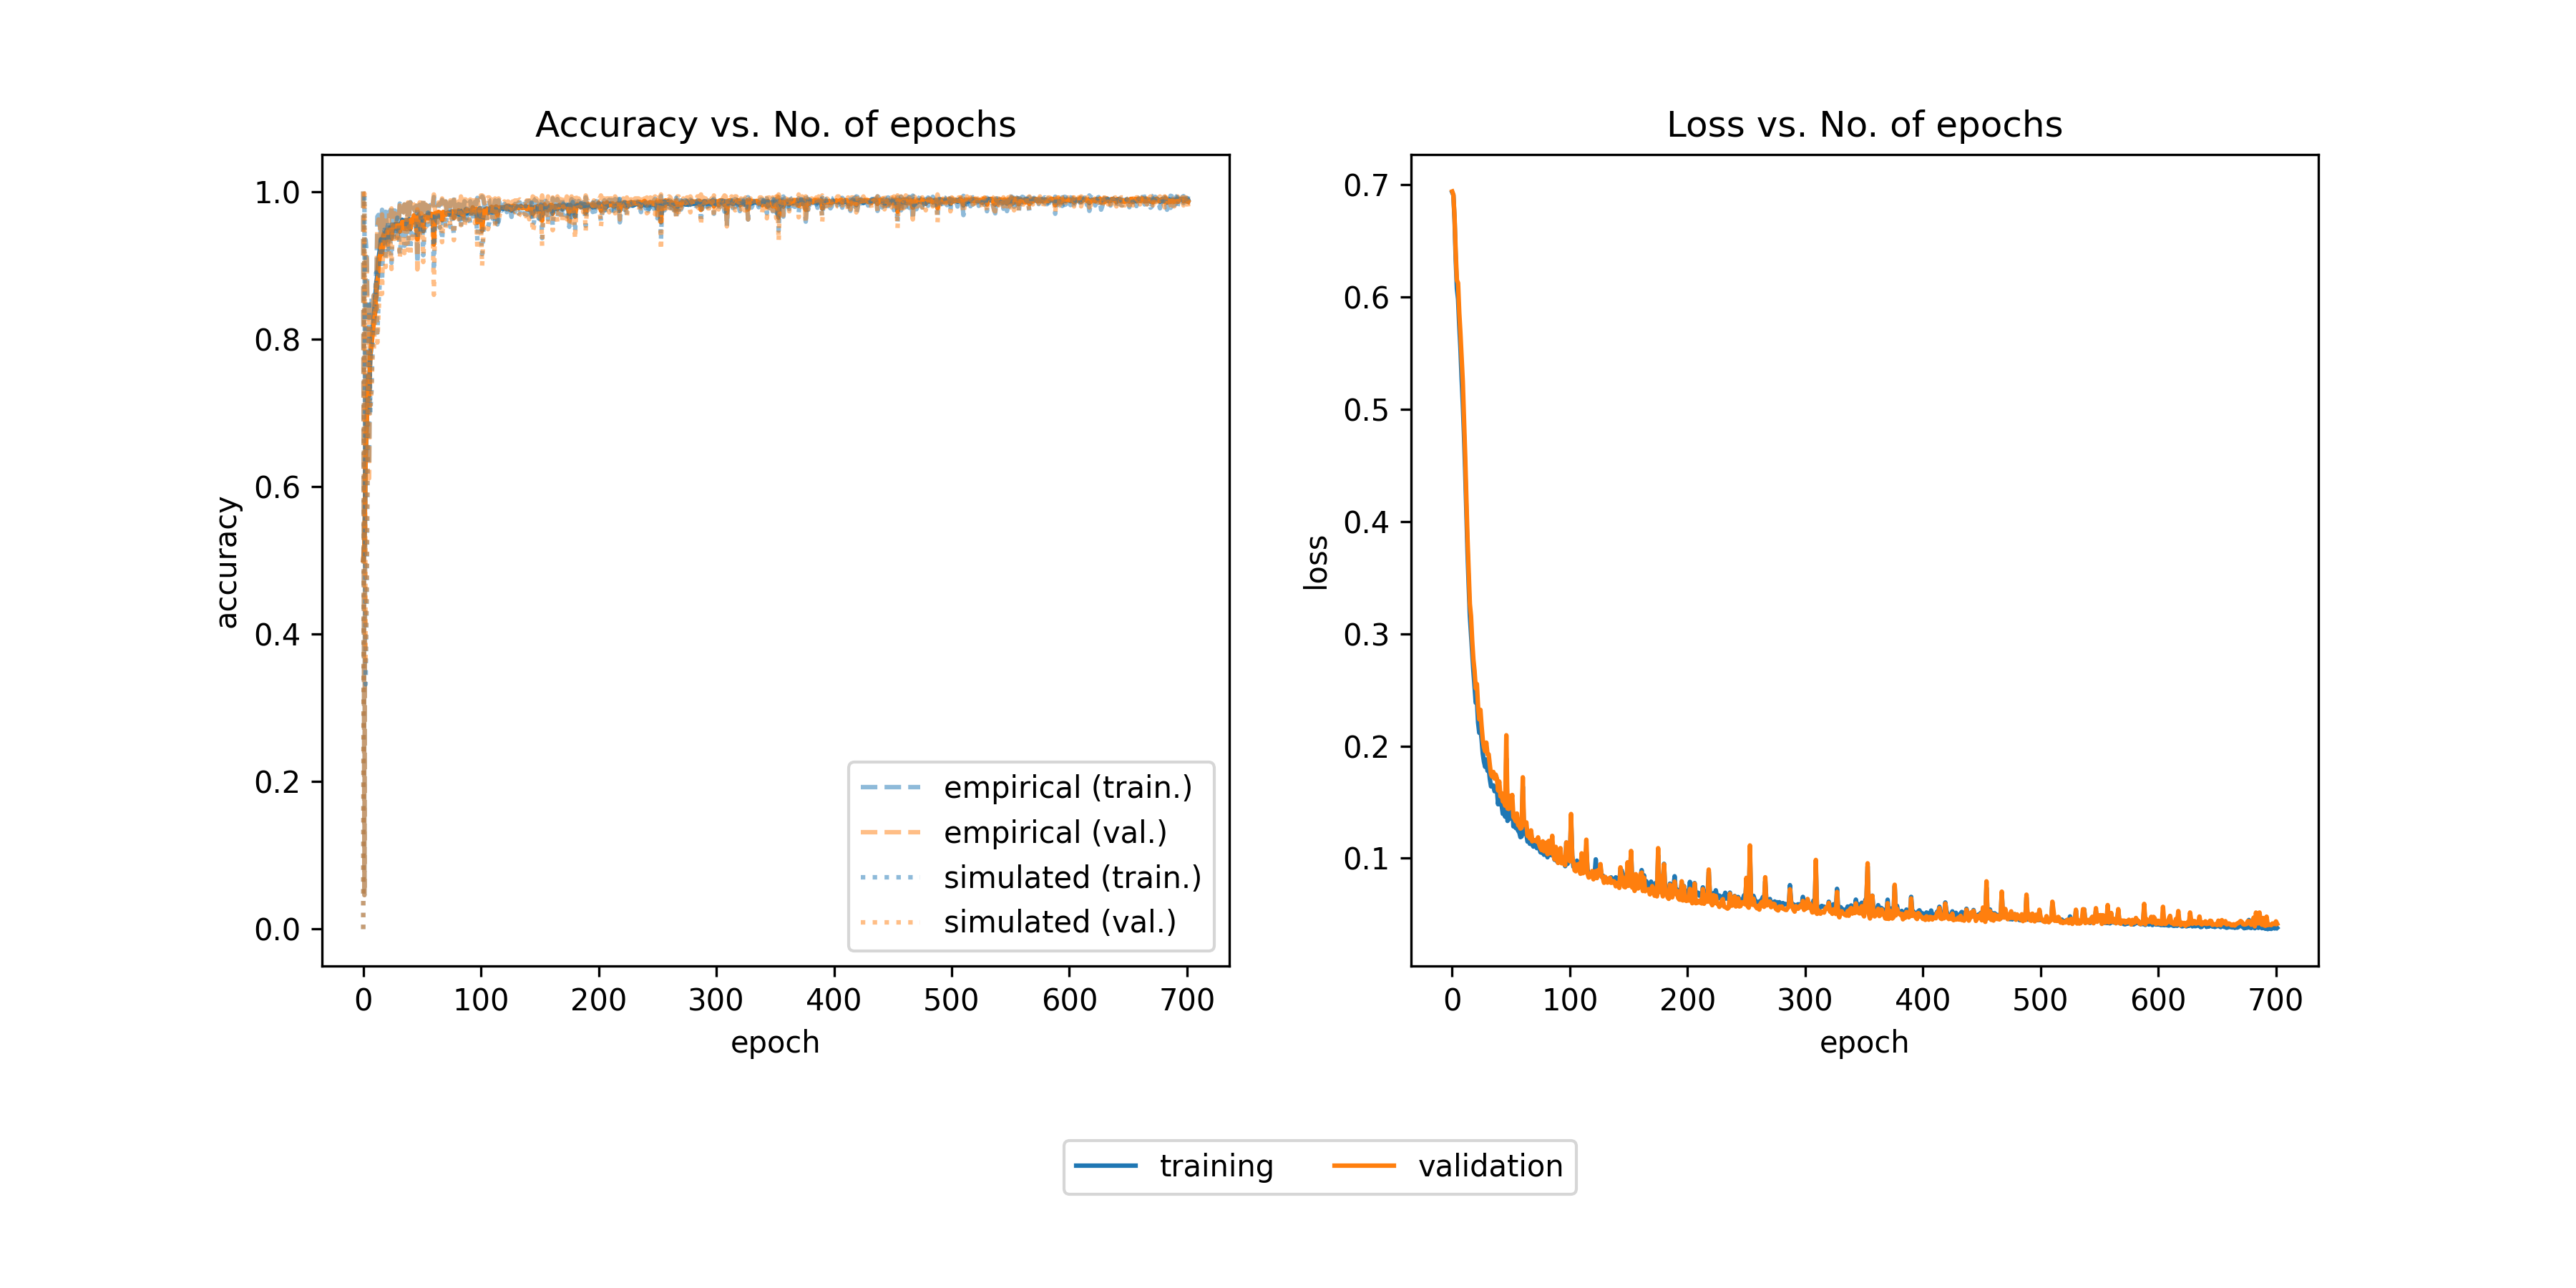 Accuracy vs. No. of epochs
1.0
0.8
0.6
0.4
0.2
0.0
accuracy
empirical (train.)
empirical (val.)
simulated (train.)
simulated (val.)
0 100 200 300 400 500 600 700
epoch
Loss vs. No. of epochs
0.7
0.6
0.5
0.4
0.3
0.2
0.1
loss
0 100 200 300 400 500 600 700
epoch
training validation